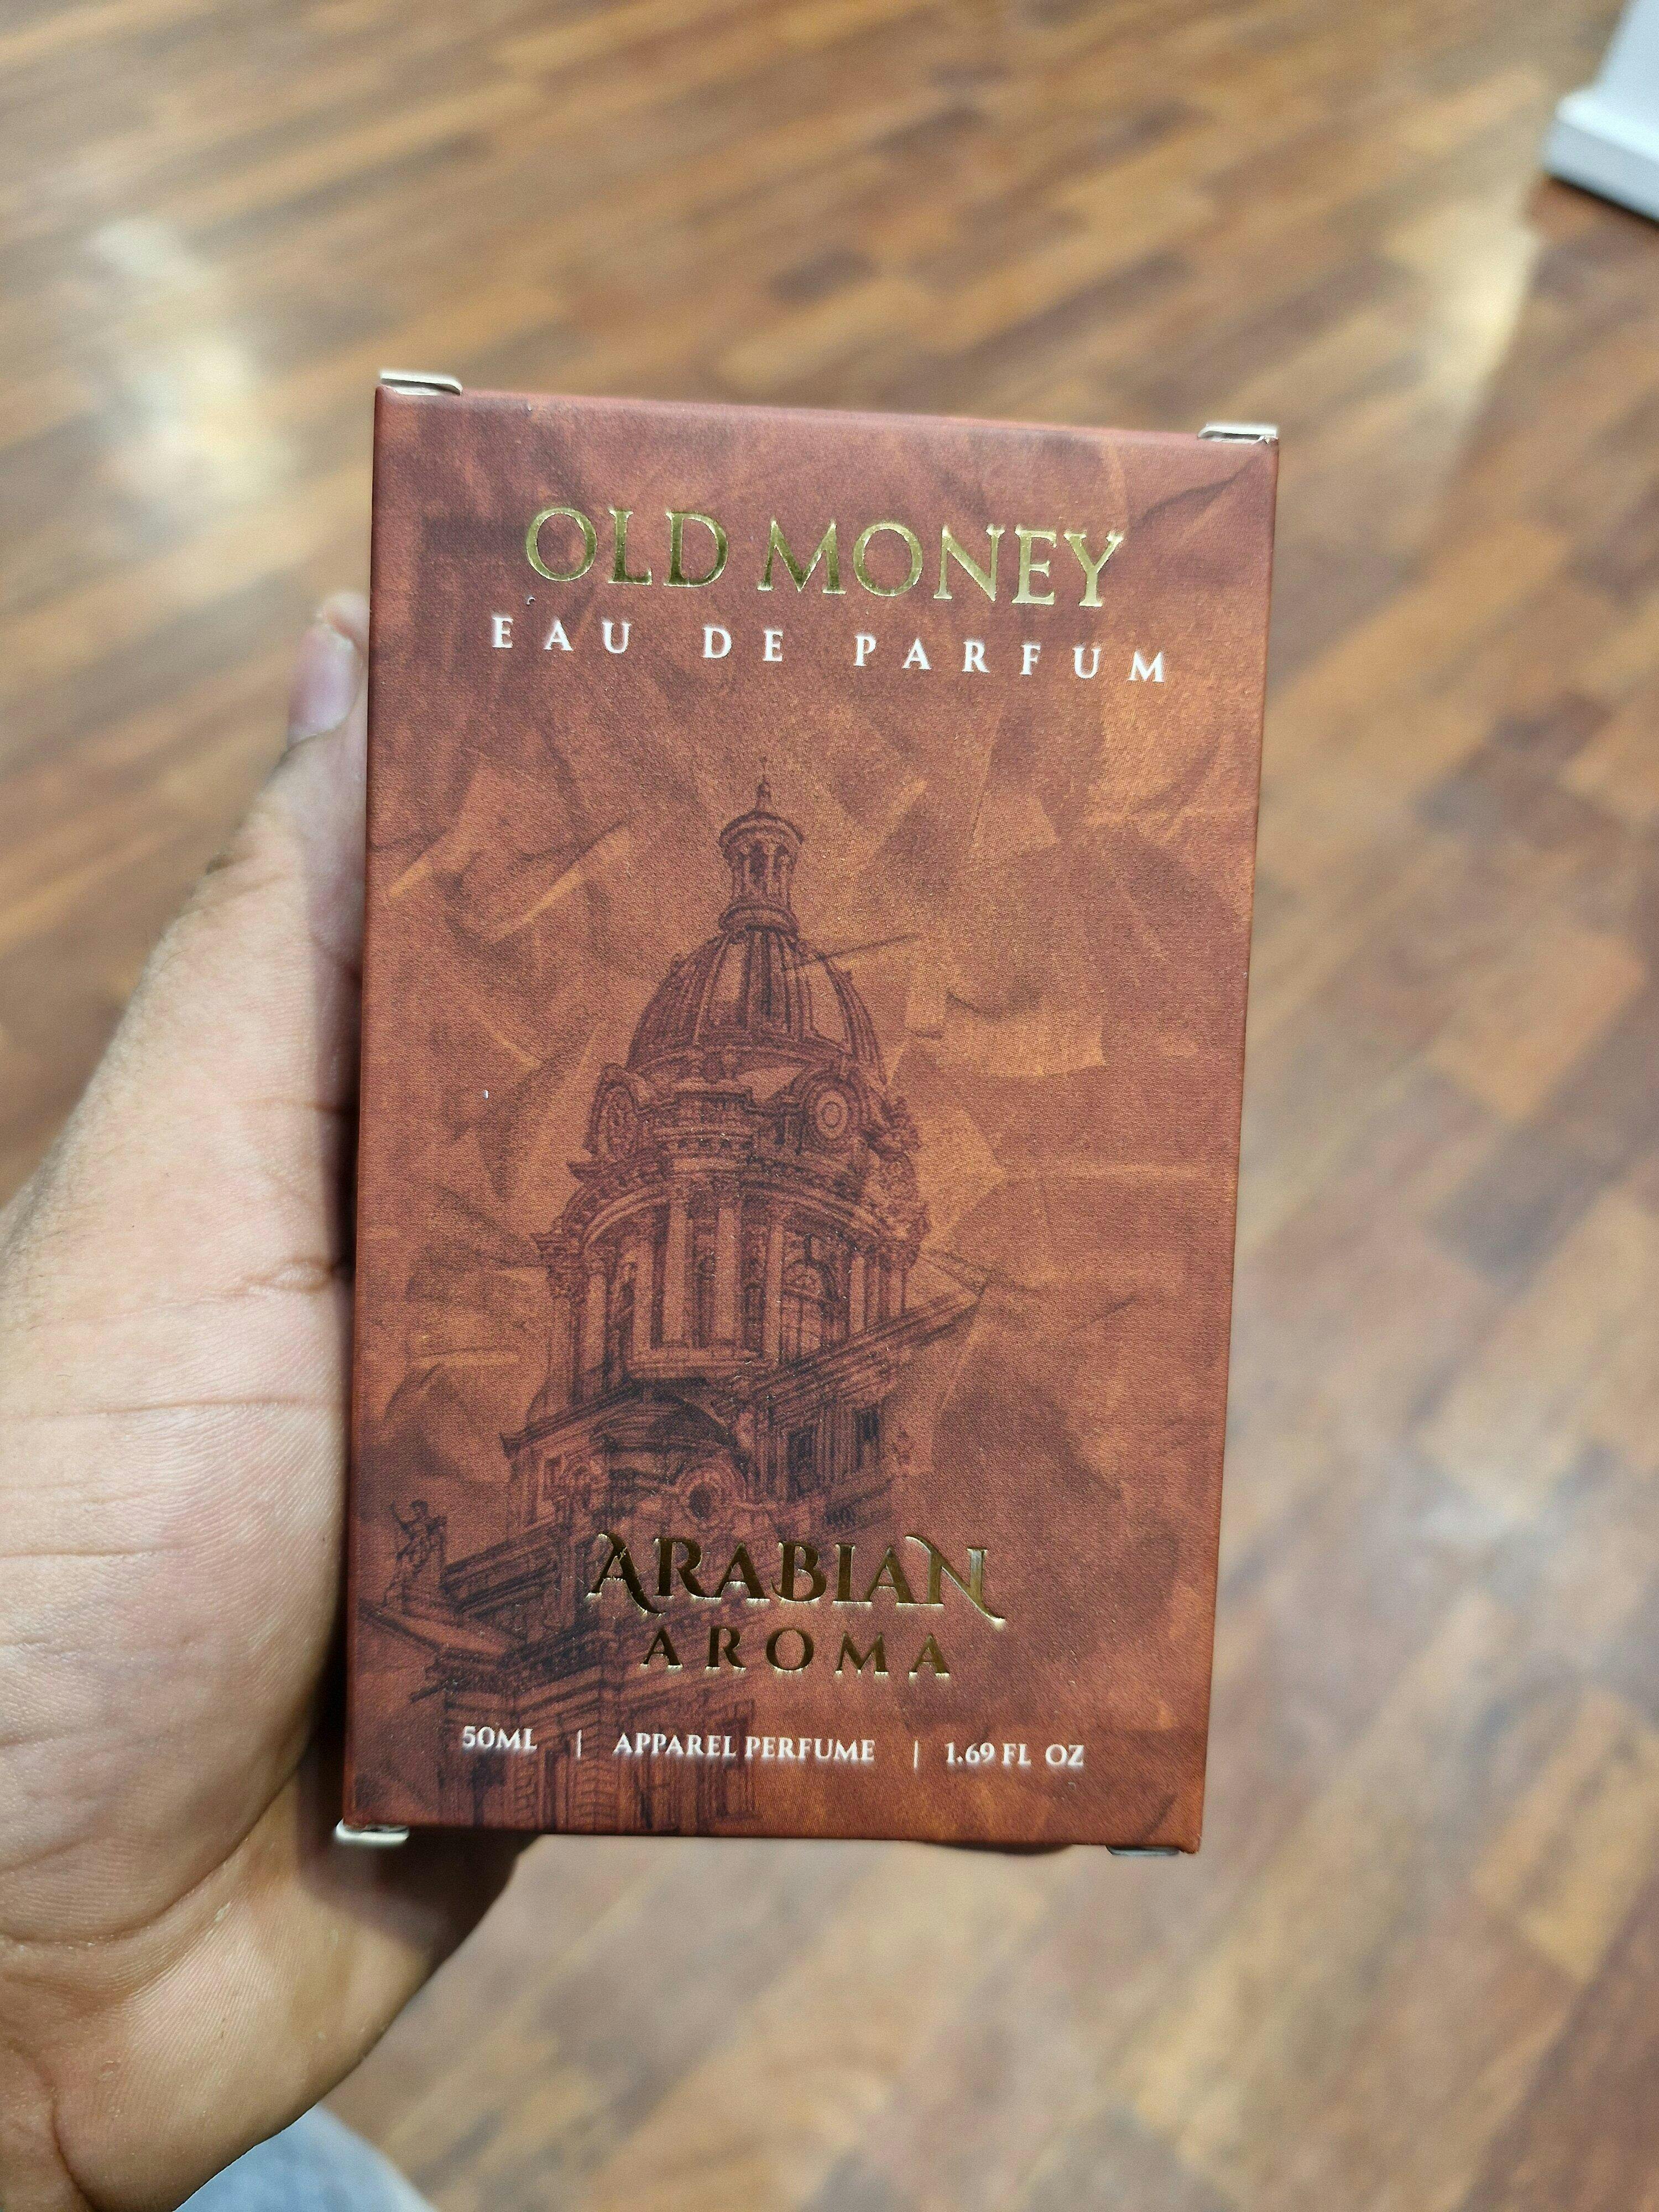 OLD MONEY
EAU DE PARFUM
ARABIAN
AROMA
50ML | APPAREL PERFUME | 1.69 FL OZ